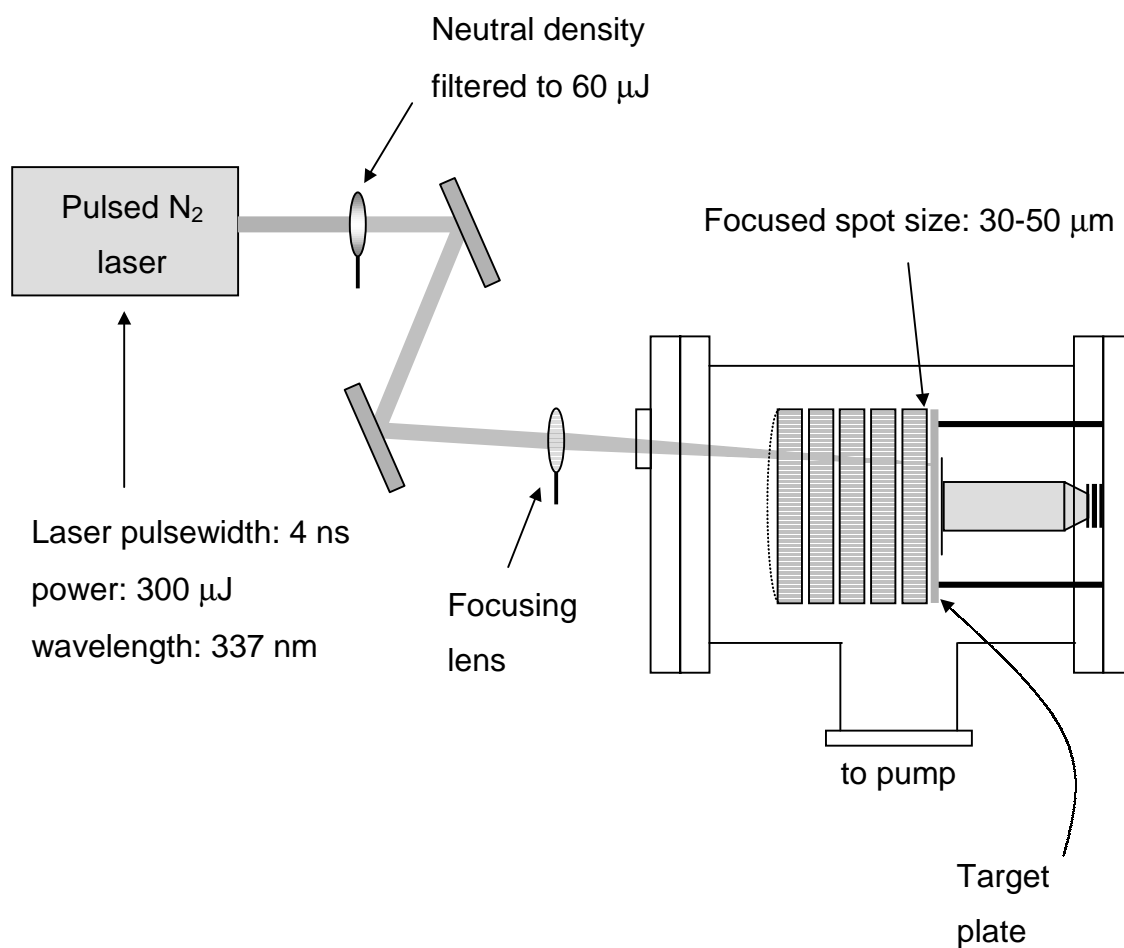 Neutral density
filtered to 60 μJ
Pulsed N₂
laser
Focused spot size: 30-50 μm
Laser pulsewidth: 4 ns
power: 300 μJ
wavelength: 337 nm
Focusing
lens
to pump
Target
plate